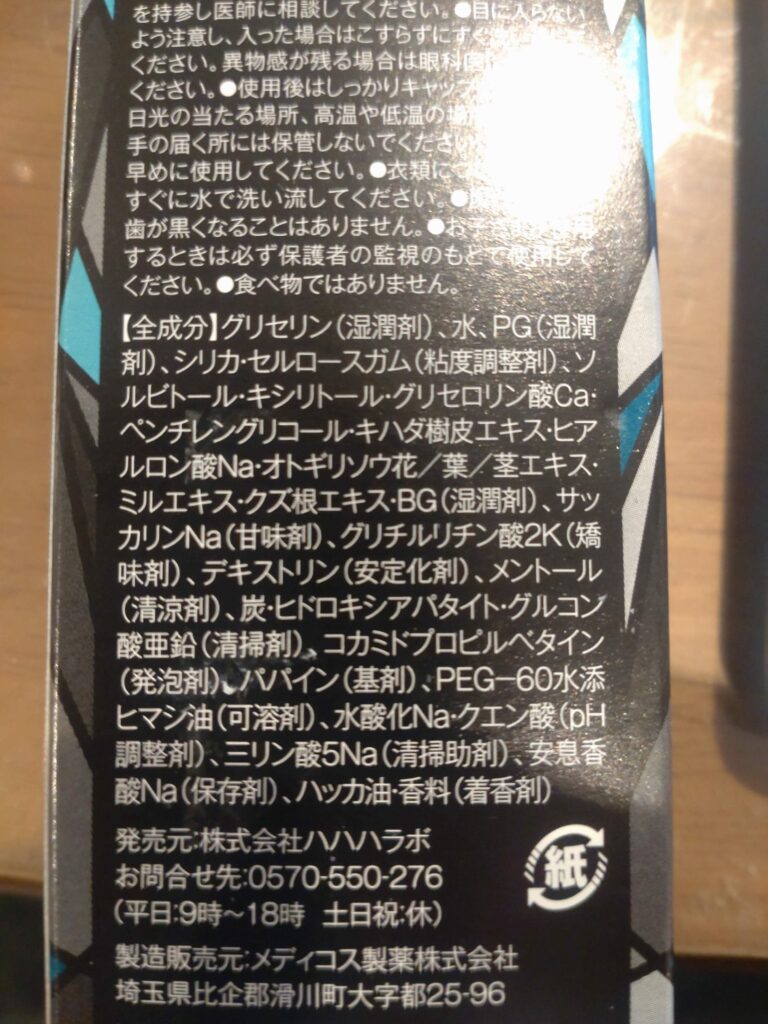 を持参し医師に相談してください。●目に入らない
よう注意し、入った場合はこすらずにす
ください。異物感が残る場合は眼科
ください。●使用後はしっかりキャッ
日光の当たる場所、高温や低温の場
手の届く所には保管しないでくださ
早めに使用してください。●衣類に
すぐに水で洗い流してください。●
歯が黒くなることはありません。●お
するときは必ず保護者の監視のもとで使用して
ください。●食べ物ではありません。
【全成分】グリセリン(湿潤剤)、水、PG(湿潤
剤)、シリカ・セルロースガム(粘度調整剤)、ソ
ルビトール・キシリトール・グリセロリン酸Ca・
ペンチレングリコール・キハダ樹皮エキス・ヒア
ルロン酸Na・オトギリソウ花/葉/茎エキス・
ミルエキス・クズ根エキス・BG(湿潤剤)、サッ
カリンNa(甘味剤)、グリチルリチン酸2K(矯
味剤)、デキストリン(安定化剤)、メントール
(清涼剤)、炭・ヒドロキシアパタイト・グルコン
酸亜鉛(清掃剤)、コカミドプロピルベタイン
(発泡剤)、パパイン(基剤)、PEG-60水添
ヒマシ油(可溶剤)、水酸化Na・クエン酸(pH
調整剤)、三リン酸5Na(清掃助剤)、安息香
酸Na(保存剤)、ハッカ油・香料(着香剤)
発売元:株式会社ハハハラボ
お問合せ先:0570-550-276
(平日:9時〜18時 土日祝:休)
紙
製造販売元:メディコス製薬株式会社
埼玉県比企郡滑川町大字都25-96